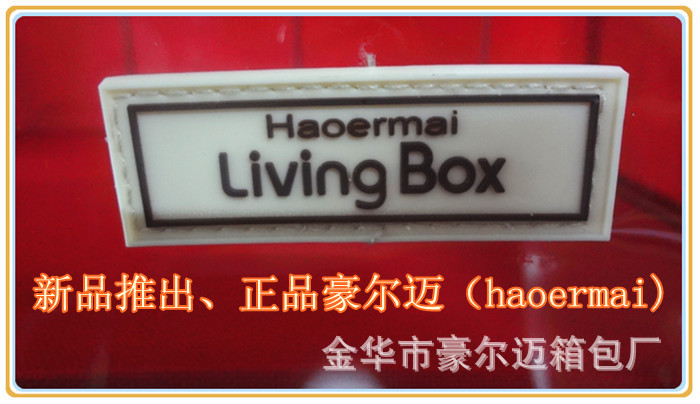 Haoermai
Living Box
新品推出、正品豪尔迈（haoermai)
金华市豪尔迈箱包厂